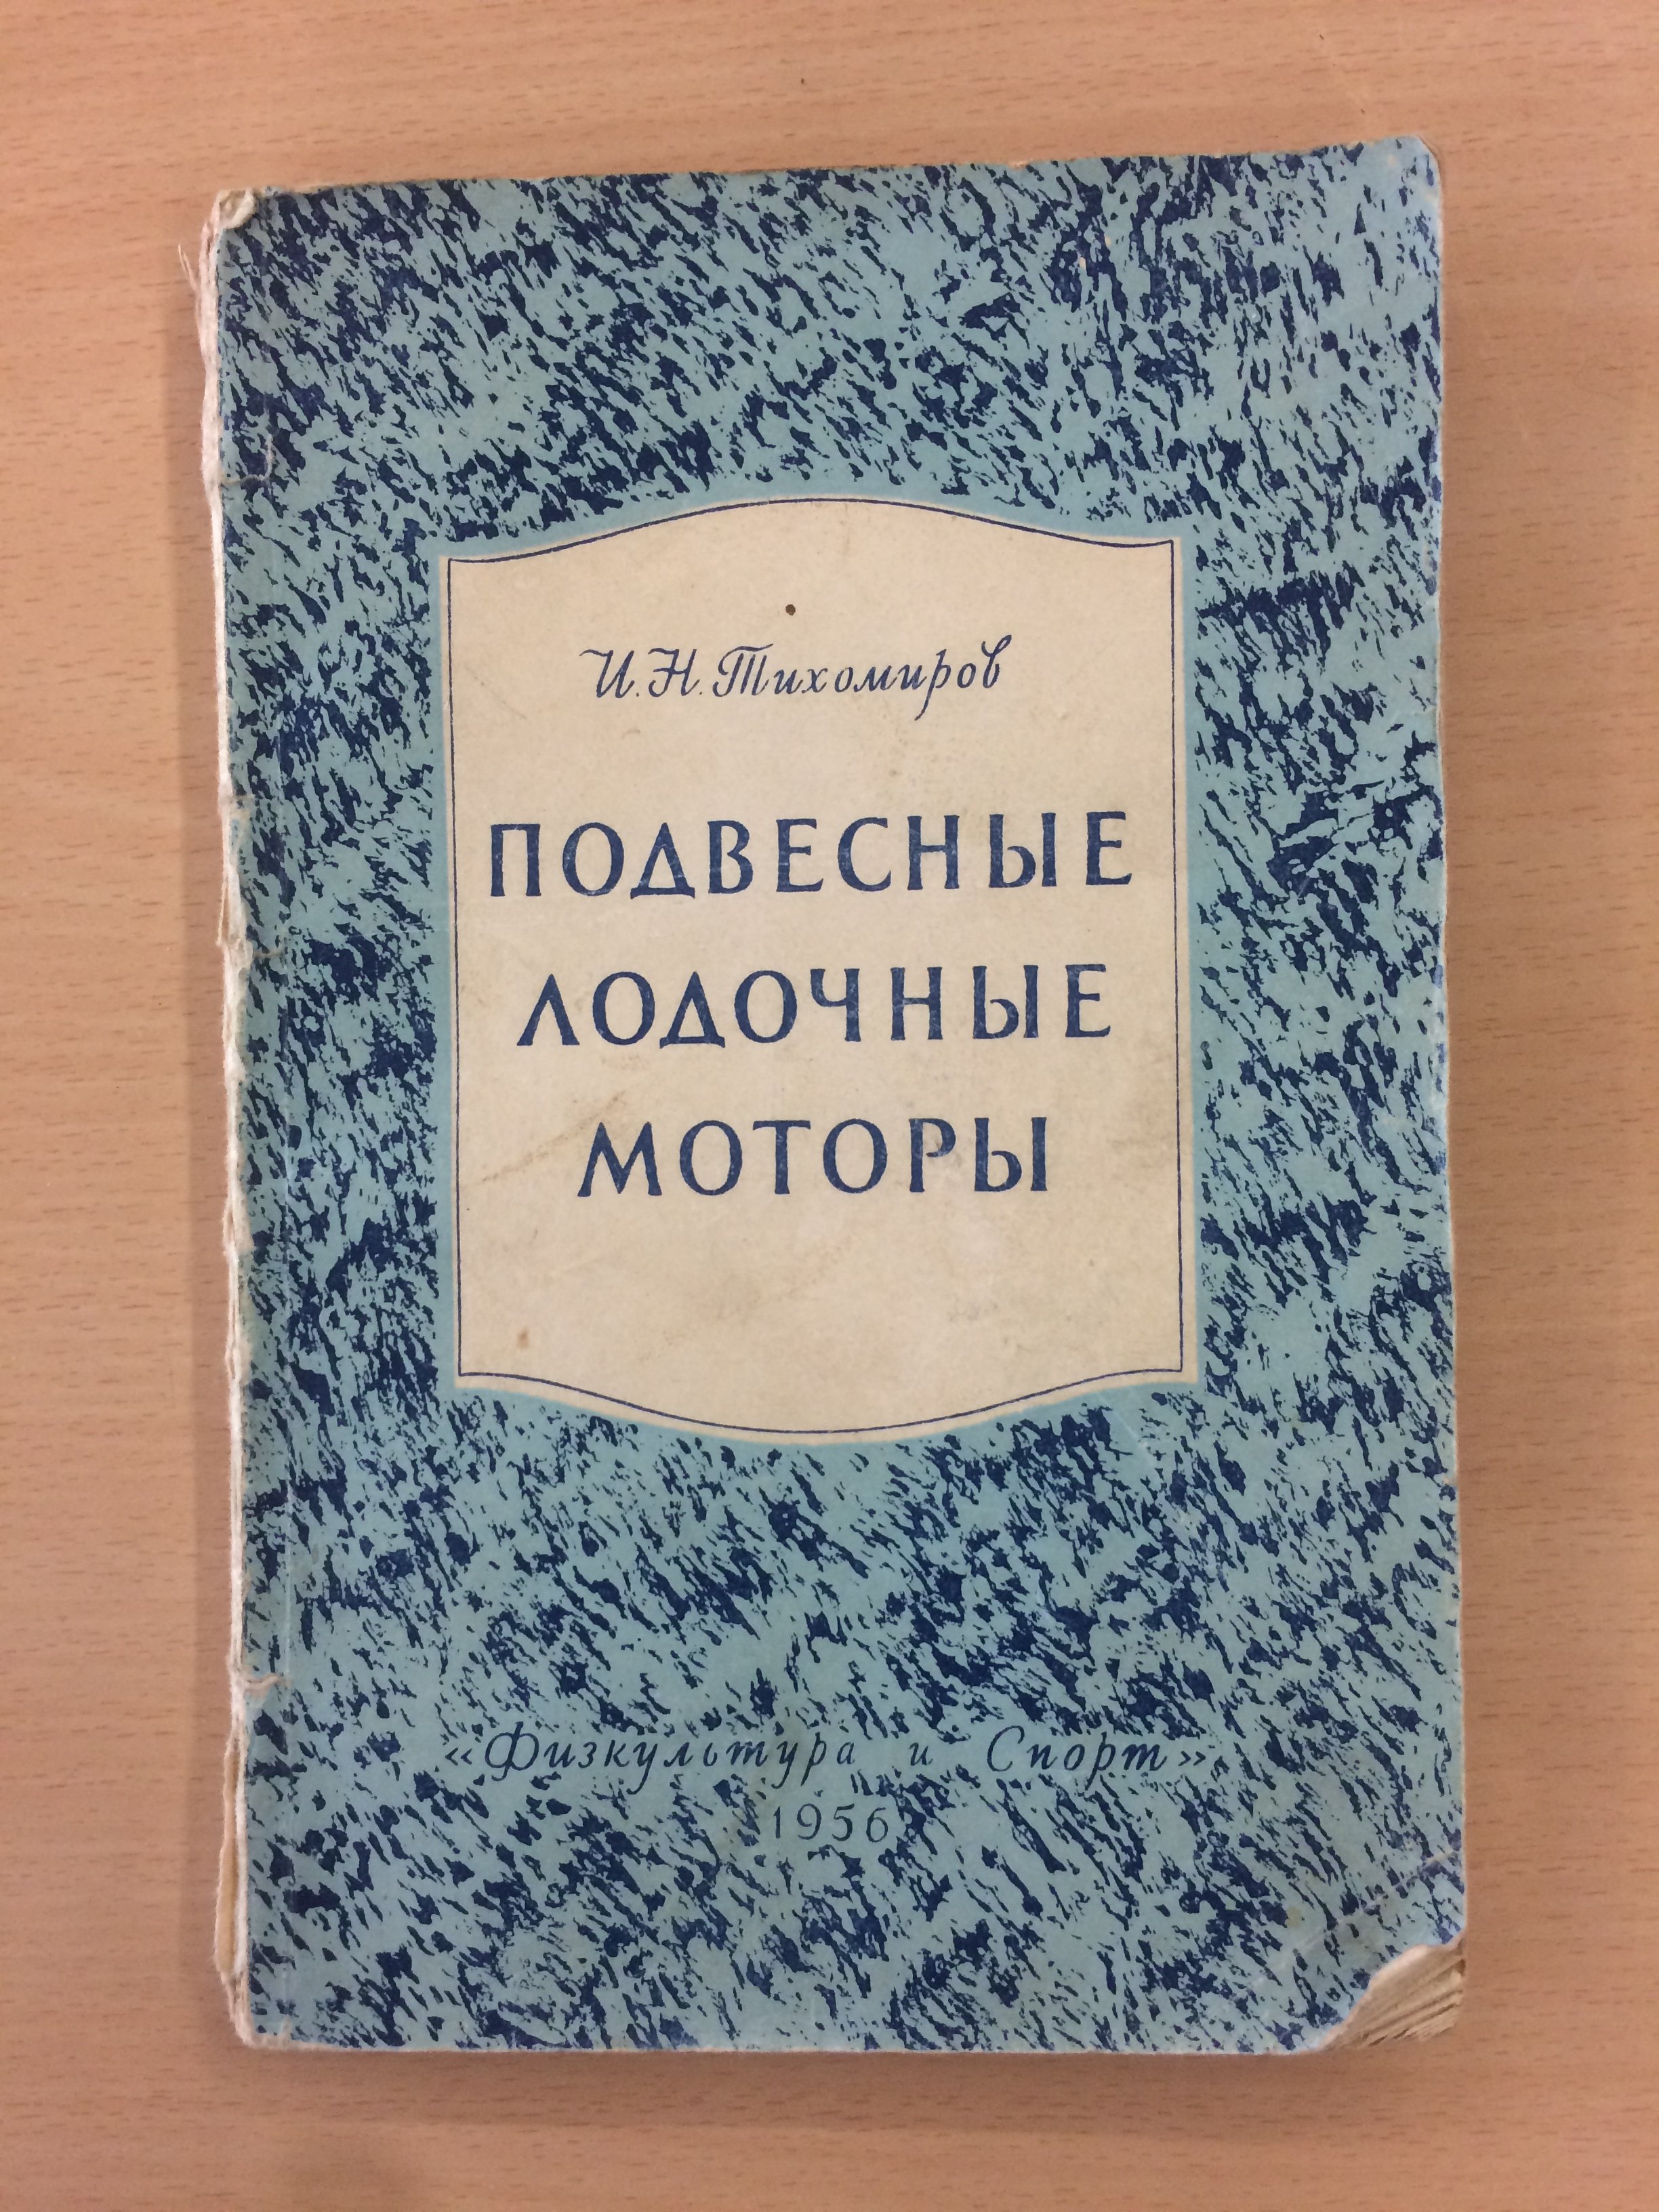 И. Н. Тихомиров
ПОДВЕСНЫЕ
ЛОДОЧНЫЕ
МОТОРЫ
«Физкультура и Спорт»
1956